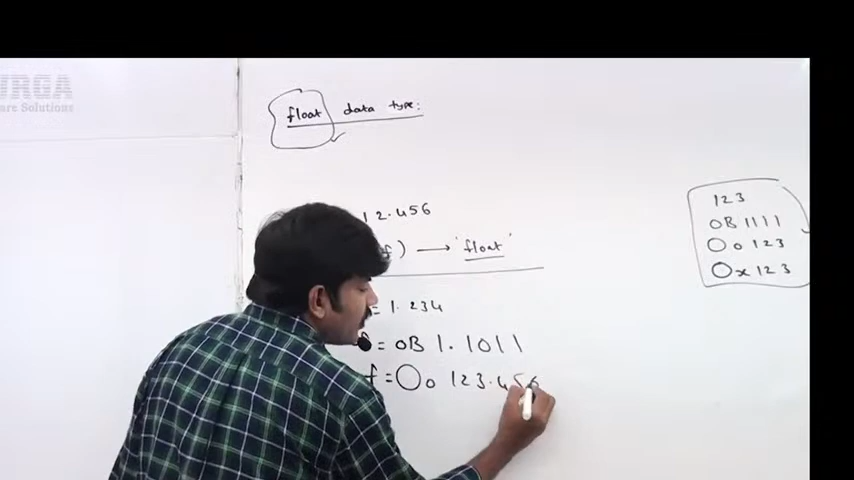 IRGA
are Solutions
float data type:
12.456
f) → 'float'
= 1.234
= 0B 1.1011
f = 0o 123.456
123
0B 1111
0o 123
0x 123